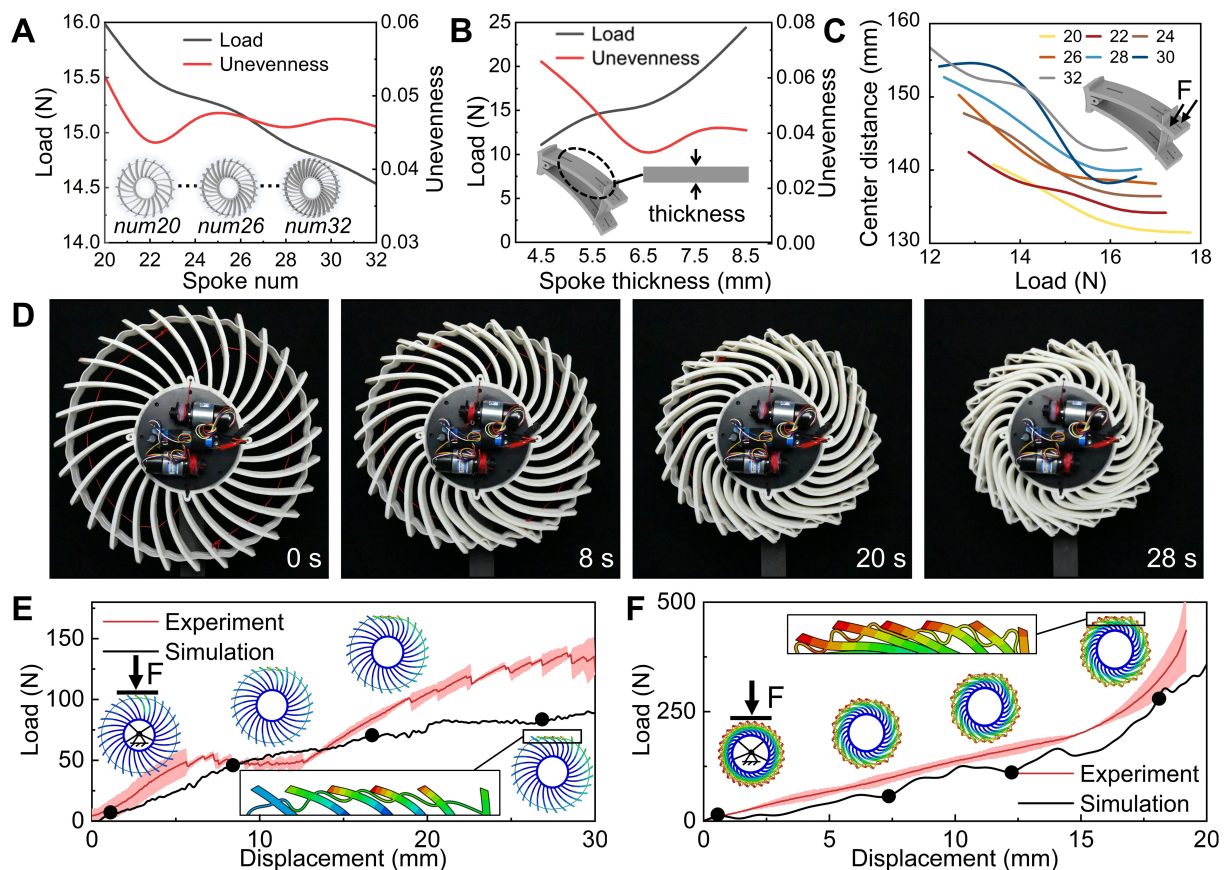 A
Load (N)
16.0
15.5
15.0
14.5
14.0
Load
Unevenness
num20
num26
num32
20 22 24 26 28 30 32
Spoke num
0.06
0.05
0.04
0.03
Unevenness
B
Load (N)
25
20
15
10
5
0
Load
Unevenness
thickness
4.5 5.5 6.5 7.5 8.5
Spoke thickness (mm)
0.08
0.06
0.04
0.02
0.00
Unevenness
C
Center distance (mm)
160
150
140
130
20 22 24
26 28 30
32
F
12 14 16 18
Load (N)
D
0 s
8 s
20 s
28 s
E
Load (N)
150
100
50
0
Experiment
Simulation
F
0 10 20 30
Displacement (mm)
F
Load (N)
500
250
0
F
Experiment
Simulation
0 5 10 15 20
Displacement (mm)